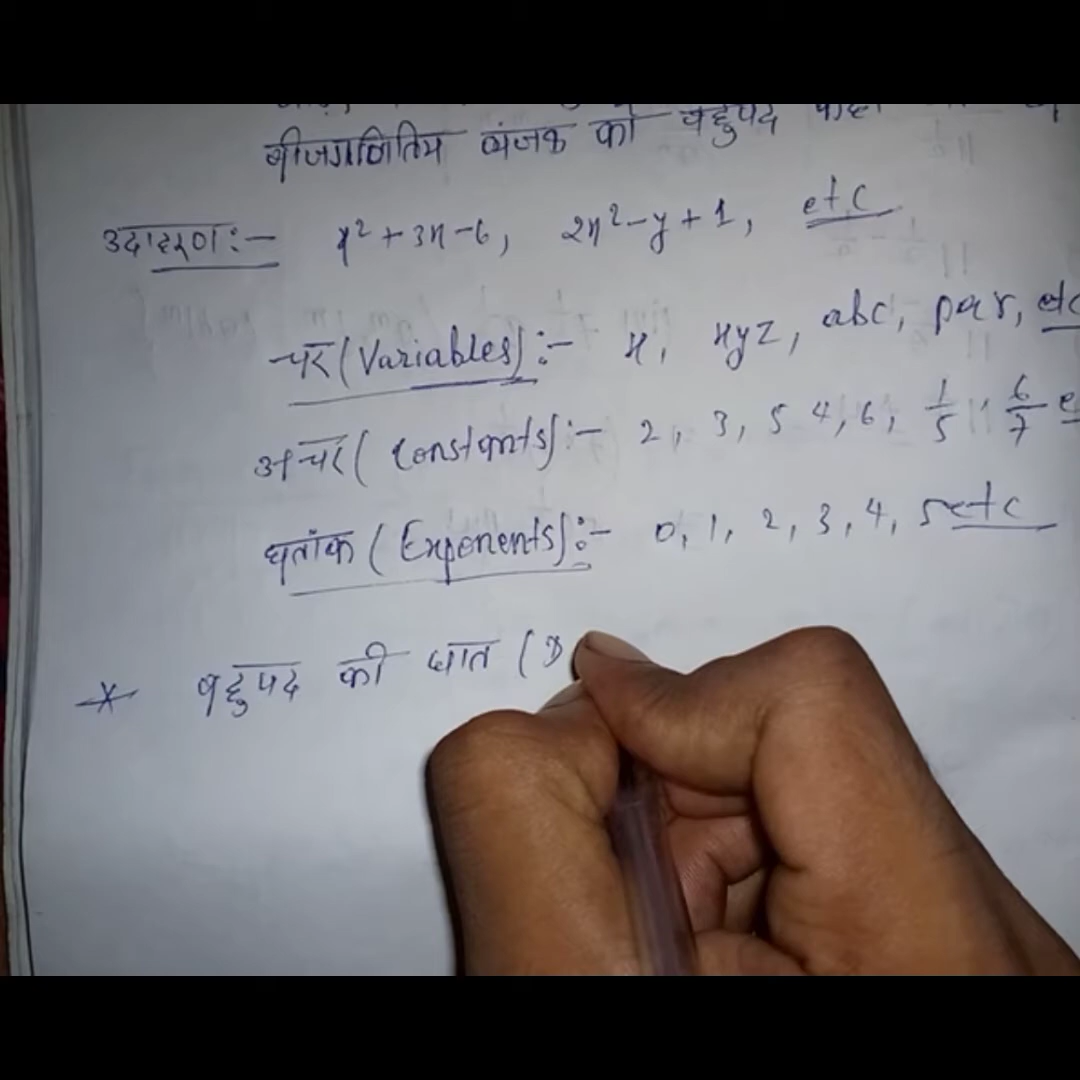 बीजगणितिय व्यंजक को बहुपद
उदाहरण :- x² + 3x - 6, 2x² - y + 1, etc
चर (Variables) :- x, xyz, abc, pqr, etc
अचर (Constants) :- 2, 3, 5 4, 6, 1/5, 6/7 e
घतांक (Exponents) :- 0, 1, 2, 3, 4, 5 etc
* बहुपद की घात (D